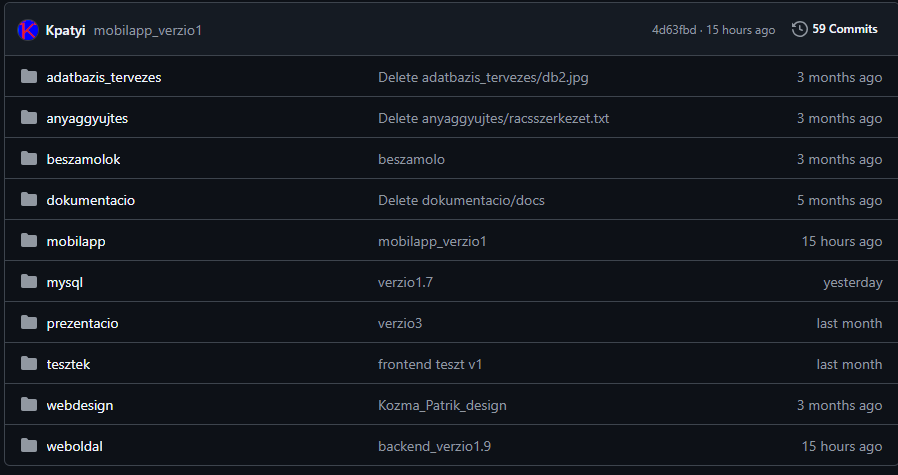 Kpatyi mobilapp_verzio1 4d63fbd · 15 hours ago 59 Commits
adatbazis_tervezes Delete adatbazis_tervezes/db2.jpg 3 months ago
anyaggyujtes Delete anyaggyujtes/racsszerkezet.txt 3 months ago
beszamolok beszamolo 3 months ago
dokumentacio Delete dokumentacio/docs 5 months ago
mobilapp mobilapp_verzio1 15 hours ago
mysql verzio1.7 yesterday
prezentacio verzio3 last month
tesztek frontend teszt v1 last month
webdesign Kozma_Patrik_design 3 months ago
weboldal backend_verzio1.9 15 hours ago